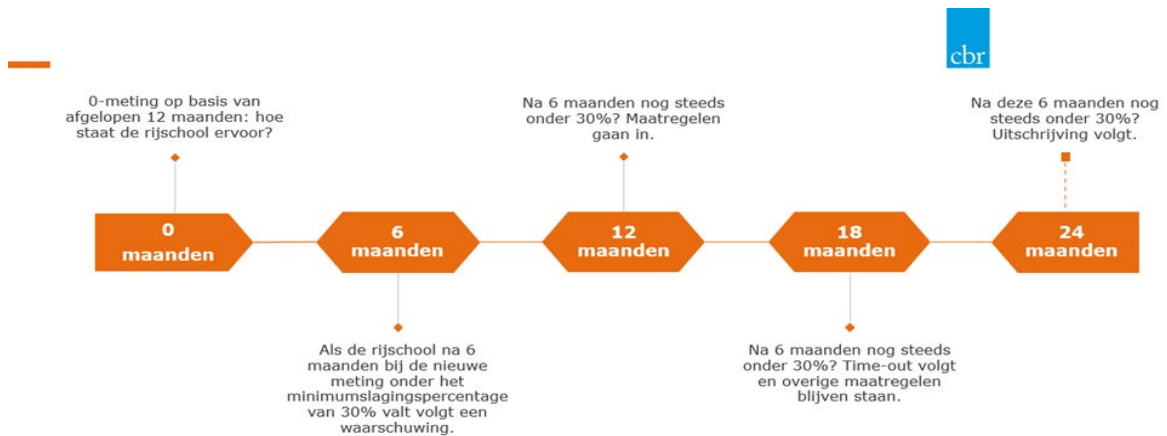 cbr
0-meting op basis van
afgelopen 12 maanden: hoe
staat de rijschool ervoor?
Na 6 maanden nog steeds
onder 30%? Maatregelen
gaan in.
Na deze 6 maanden nog
steeds onder 30%?
Uitschrijving volgt.
0
maanden
6
maanden
12
maanden
18
maanden
24
maanden
Als de rijschool na 6
maanden bij de nieuwe
meting onder het
minimumslagingspercentage
van 30% valt volgt een
waarschuwing.
Na 6 maanden nog steeds
onder 30%? Time-out volgt
en overige maatregelen
blijven staan.